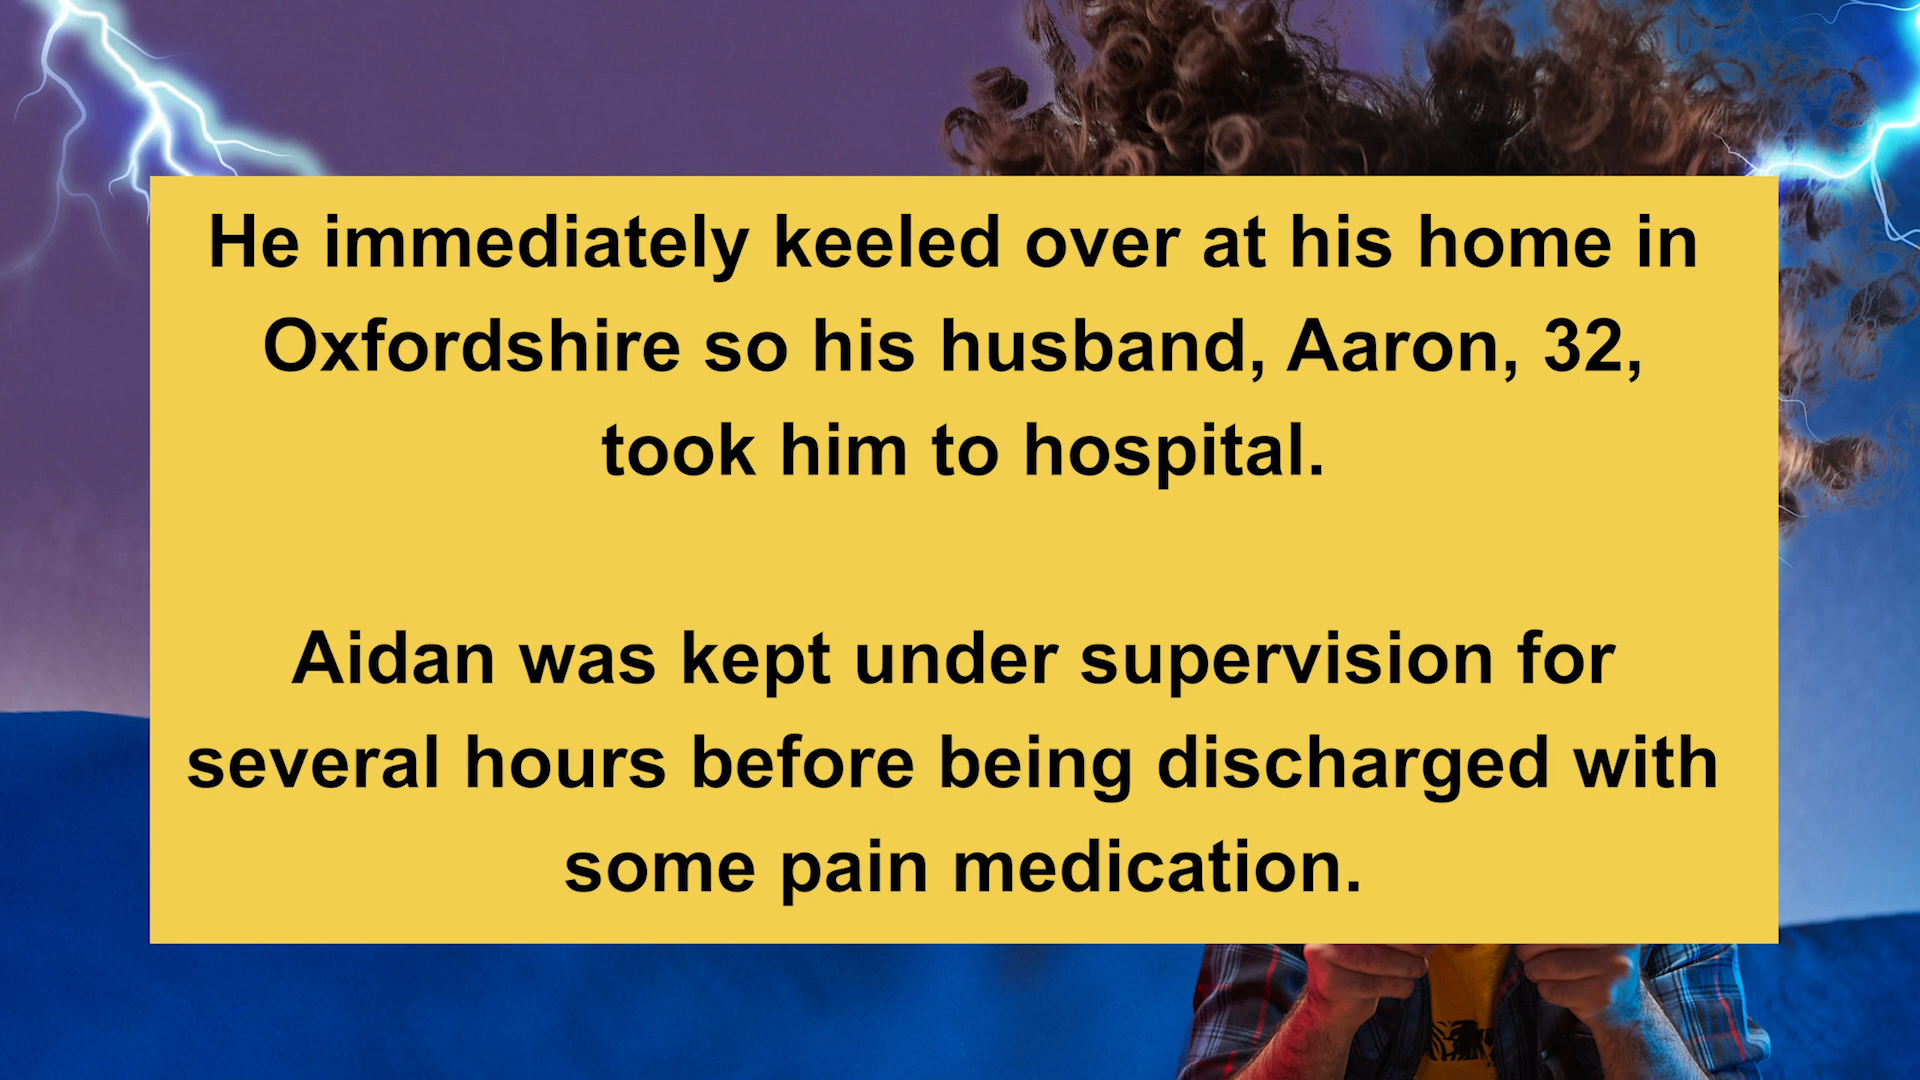 He immediately keeled over at his home in
Oxfordshire so his husband, Aaron, 32,
took him to hospital.
Aidan was kept under supervision for
several hours before being discharged with
some pain medication.